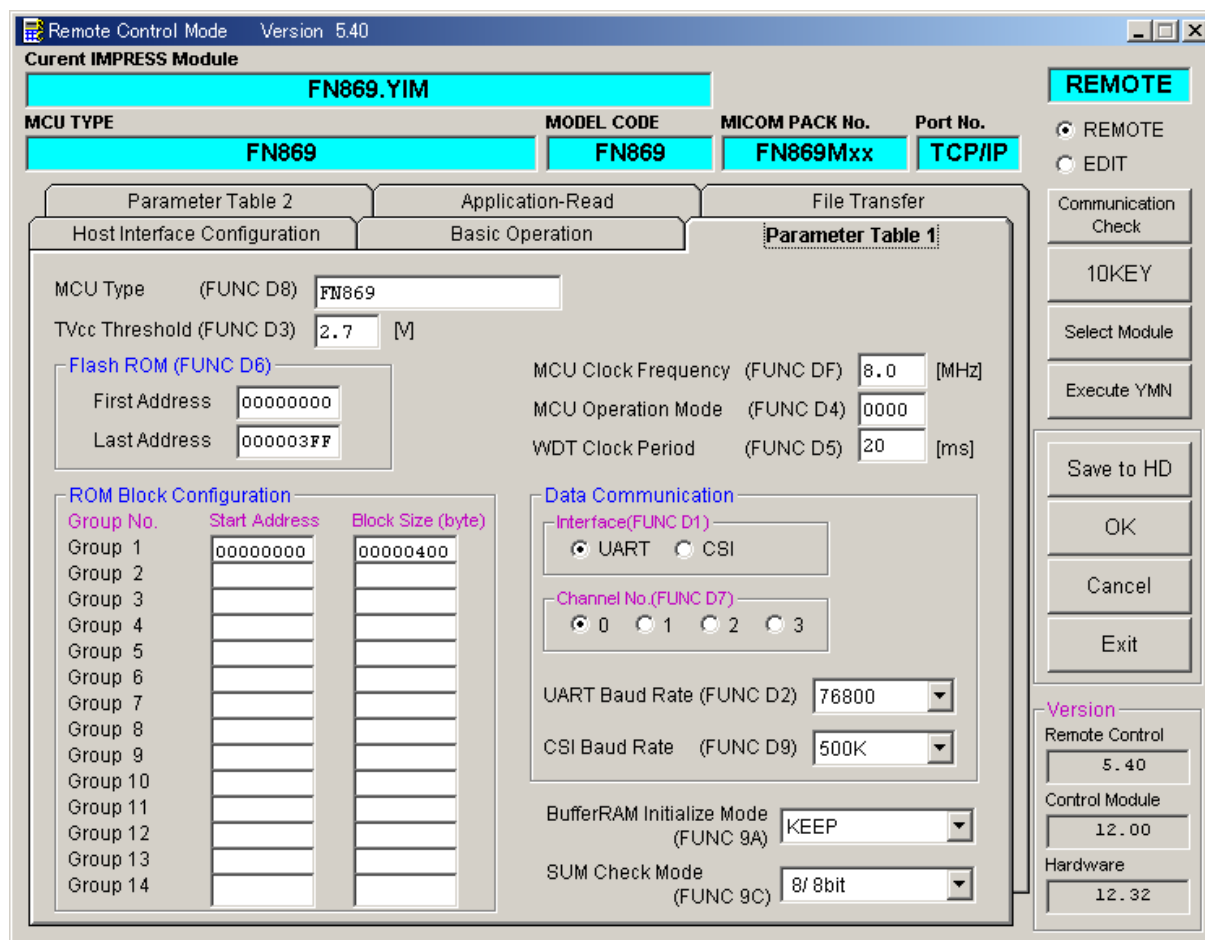 Remote Control Mode Version 5.40
Curent IMPRESS Module
FN869.YIM
MCU TYPE MODEL CODE MICOM PACK No. Port No.
FN869 FN869 FN869Mxx TCP/IP
REMOTE
REMOTE
EDIT
Communication Check
10KEY
Select Module
Execute YMN
Save to HD
OK
Cancel
Exit
Version
Remote Control
5.40
Control Module
12.00
Hardware
12.32
Parameter Table 2 Application-Read File Transfer
Host Interface Configuration Basic Operation Parameter Table 1
MCU Type (FUNC D8) FN869
TVcc Threshold (FUNC D3) 2.7 [V]
Flash ROM (FUNC D6)
First Address 00000000
Last Address 000003FF
MCU Clock Frequency (FUNC DF) 8.0 [MHz]
MCU Operation Mode (FUNC D4) 0000
WDT Clock Period (FUNC D5) 20 [ms]
ROM Block Configuration
Group No. Start Address Block Size (byte)
Group 1 00000000 00000400
Group 2
Group 3
Group 4
Group 5
Group 6
Group 7
Group 8
Group 9
Group 10
Group 11
Group 12
Group 13
Group 14
Data Communication
Interface(FUNC D1)
UART CSI
Channel No.(FUNC D7)
0 1 2 3
UART Baud Rate (FUNC D2) 76800
CSI Baud Rate (FUNC D9) 500K
BufferRAM Initialize Mode
(FUNC 9A) KEEP
SUM Check Mode
(FUNC 9C) 8/ 8bit